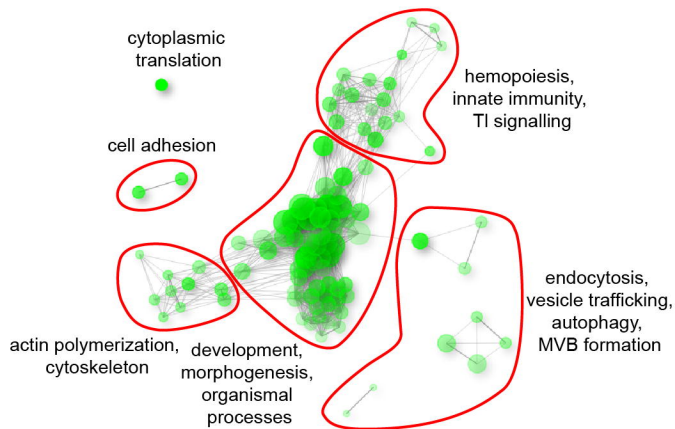 cytoplasmic
translation
cell adhesion
hemopoiesis,
innate immunity,
Tl signalling
endocytosis,
vesicle trafficking,
autophagy,
MVB formation
actin polymerization,
cytoskeleton
development,
morphogenesis,
organismal
processes